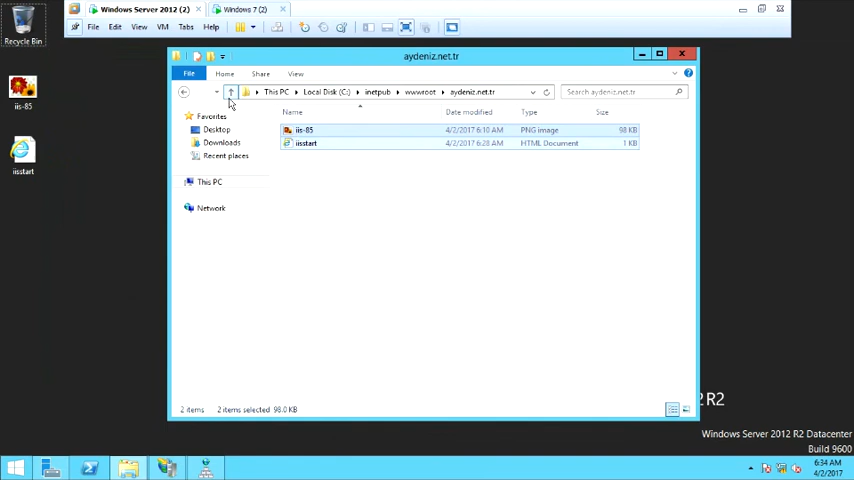 Windows Server 2012 (2) Windows 7 (2)
File Edit View VM Tabs Help
Recycle Bin
iis-85
iisstart
aydeniz.net.tr
File Home Share View
This PC Local Disk (C:) inetpub wwwroot aydeniz.net.tr Search aydeniz.net.tr
Name Date modified Type Size
Favorites
Desktop
Downloads
Recent places
This PC
Network
iis-85 4/2/2017 6:10 AM PNG image 98 KB
iisstart 4/2/2017 6:28 AM HTML Document 1 KB
2 items 2 items selected 98.0 KB
2 R2
Windows Server 2012 R2 Datacenter
Build 9600
6:34 AM
4/2/2017